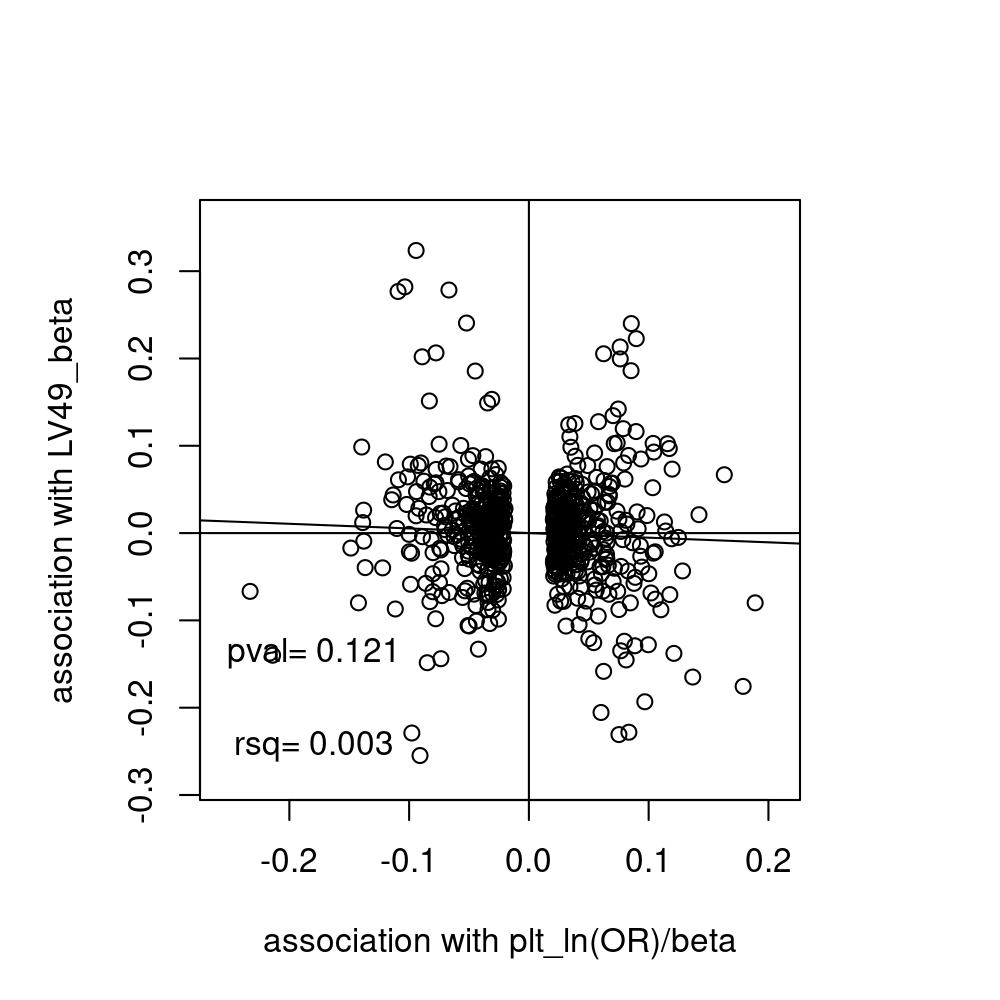 association with LV49_beta
0.3
0.2
0.1
0.0
-0.1
-0.2
-0.3
pval= 0.121
rsq= 0.003
-0.2 -0.1 0.0 0.1 0.2
association with plt_ln(OR)/beta